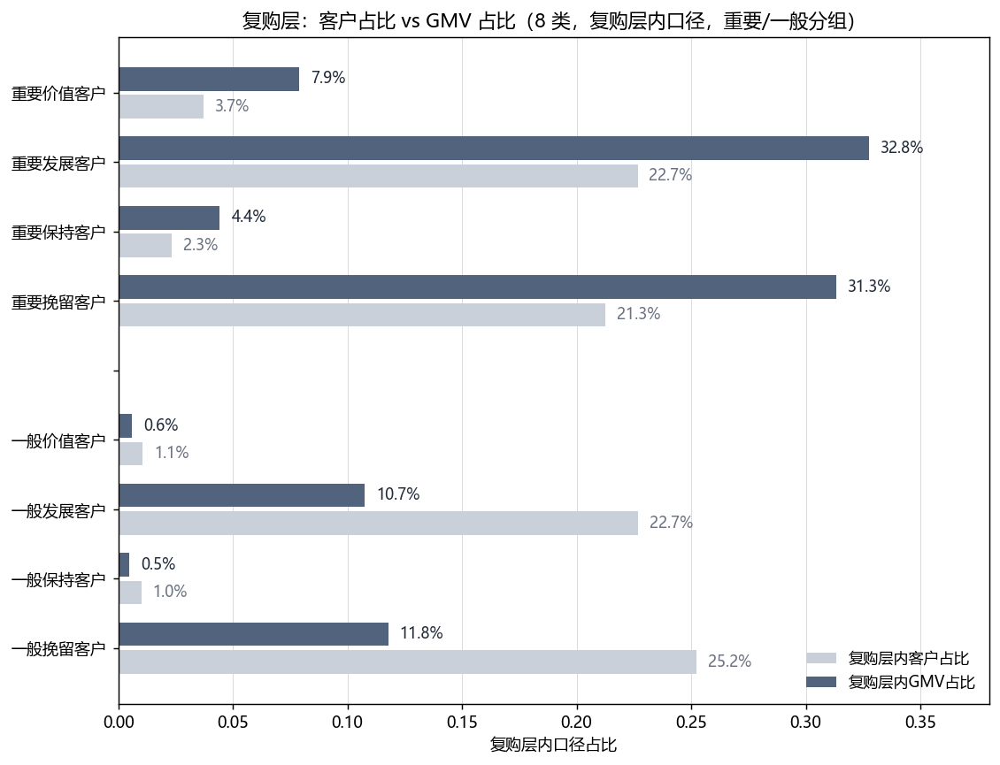 复购层：客户占比 vs GMV 占比（8 类，复购层内口径，重要/一般分组）
重要价值客户
7.9%
3.7%
重要发展客户
32.8%
22.7%
重要保持客户
4.4%
2.3%
重要挽留客户
31.3%
21.3%
一般价值客户
0.6%
1.1%
一般发展客户
10.7%
22.7%
一般保持客户
0.5%
1.0%
一般挽留客户
11.8%
25.2%
复购层内客户占比
复购层内GMV占比
0.00 0.05 0.10 0.15 0.20 0.25 0.30 0.35
复购层内口径占比